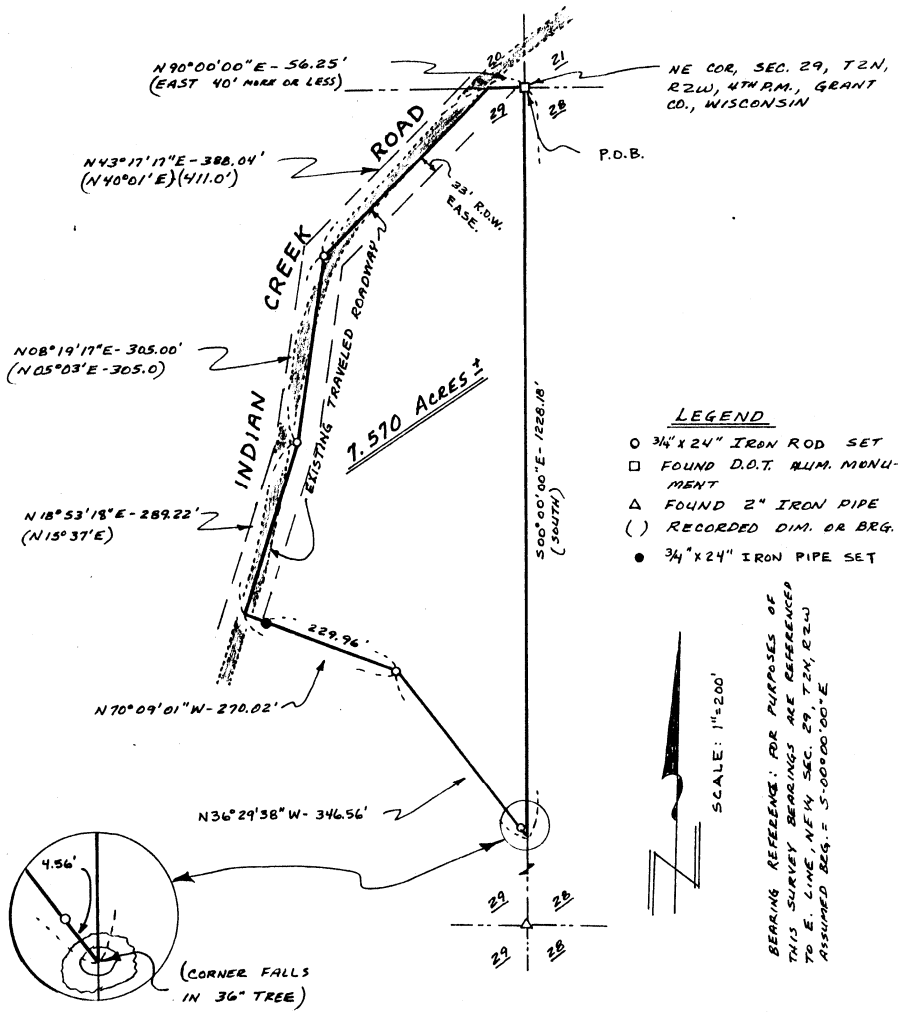 N 90°00'00"E - 56.25'
(EAST 40' MORE OR LESS)
20
21
29
28
NE COR, SEC. 29, T2N,
R2W, 4TH P.M., GRANT
CO., WISCONSIN
P.O.B.
N43°17'17"E - 388.04'
(N40°01'E)(411.0')
INDIAN CREEK ROAD
33' R.O.W.
EASE.
N08°19'17"E - 305.00'
(N05°03'E - 305.0)
EXISTING TRAVELED ROADWAY
7.570 ACRES ±
S00°00'00"E - 1228.18'
(SOUTH)
N18°53'18"E - 289.22'
(N15°37'E)
LEGEND
3/4" X 24" IRON ROD SET
FOUND D.O.T. ALUM. MONU-
MENT
FOUND 2" IRON PIPE
( ) RECORDED DIM. OR BRG.
3/4" X 24" IRON PIPE SET
229.96'
N70°09'01"W - 270.02'
N36°29'38"W - 346.56'
SCALE: 1"=200'
BEARING REFERENCE: FOR PURPOSES OF
THIS SURVEY BEARINGS ARE REFERENCED
TO E. LINE, NE1/4 SEC. 29, T2N, R2W
ASSUMED BRG. = S-00°00'00"E
4.56'
(CORNER FALLS
IN 36" TREE)
29
28
29
28